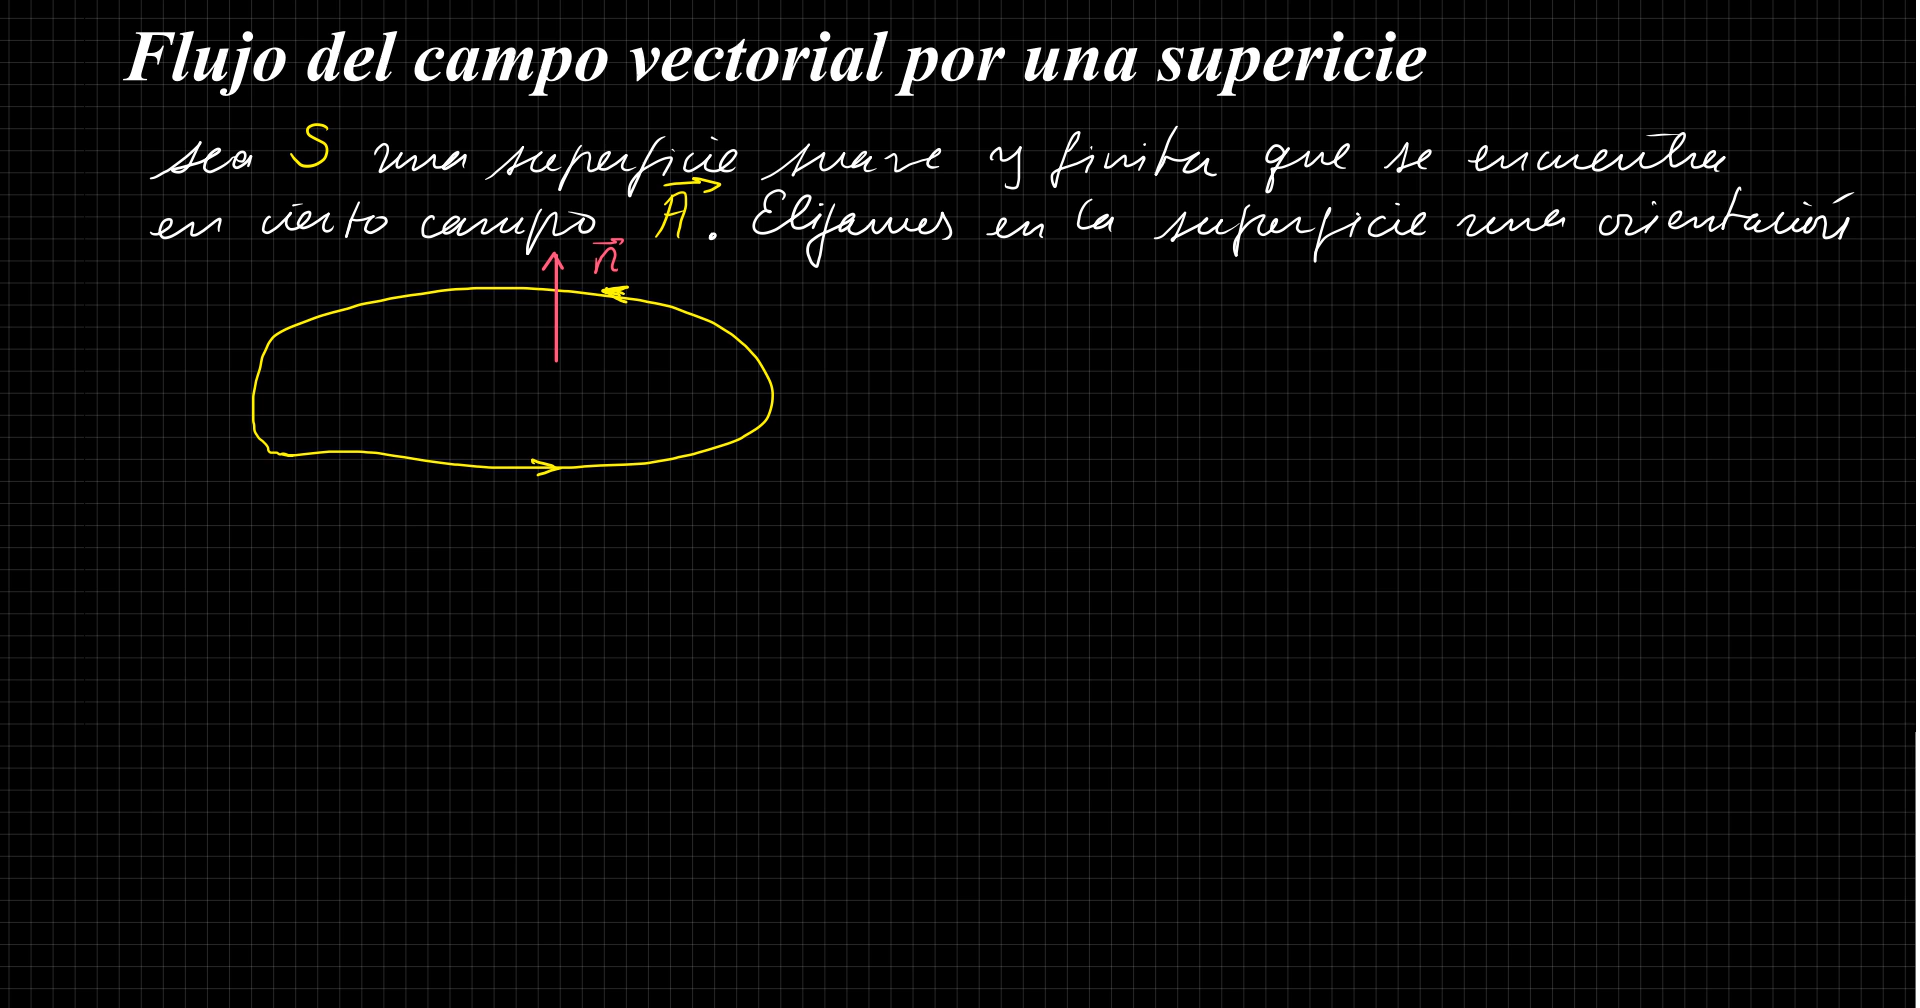 Flujo del campo vectorial por una supericie
sea S una superficie suave y finita que se encuentra
en cierto campo A⃗. Elijamos en la superficie una orientación
n⃗